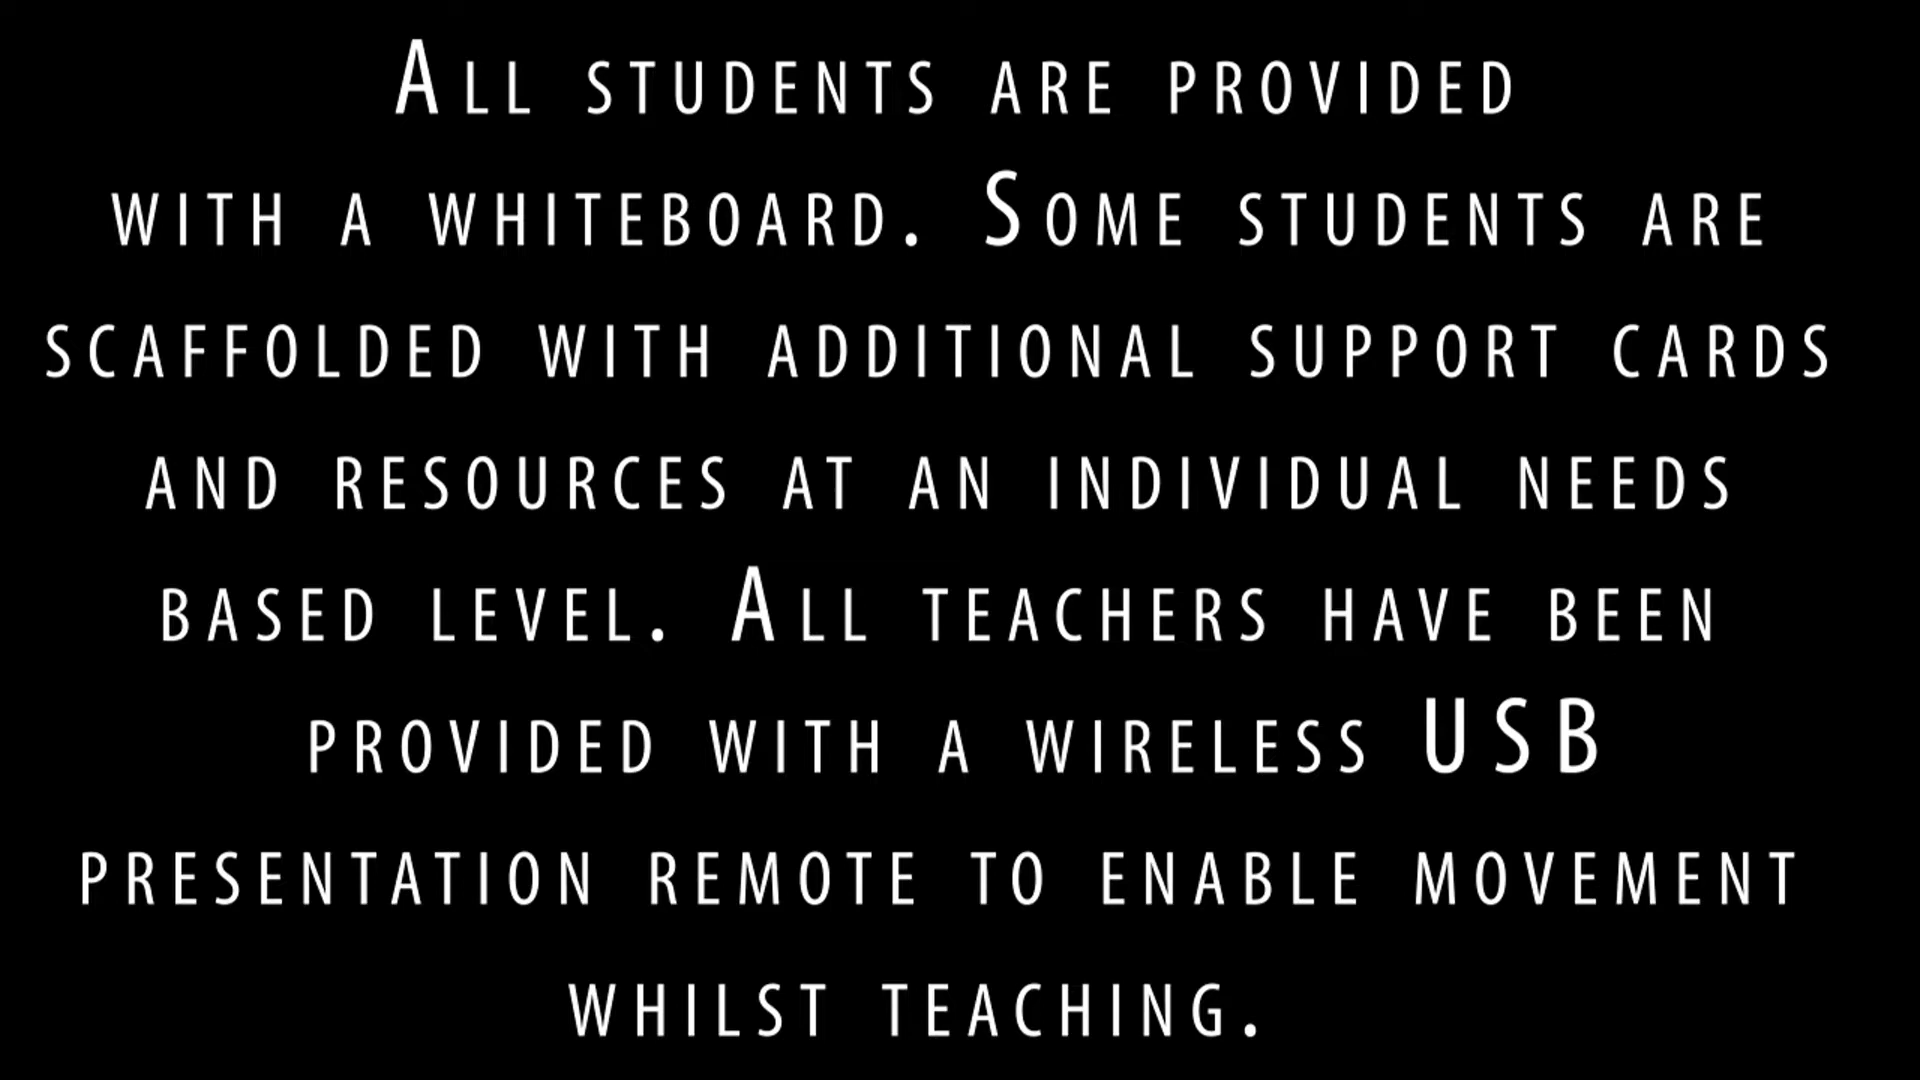 All students are provided
with a whiteboard. Some students are
scaffolded with additional support cards
and resources at an individual needs
based level. All teachers have been
provided with a wireless USB
presentation remote to enable movement
whilst teaching.